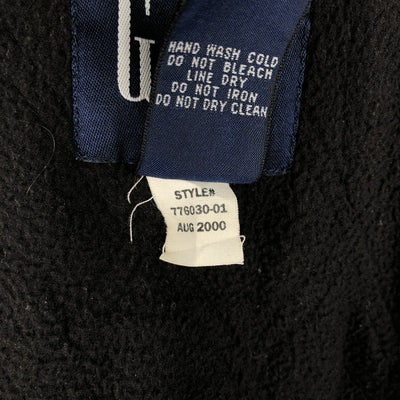 G
HAND WASH COLD
DO NOT BLEACH
LINE DRY
DO NOT IRON
DO NOT DRY CLEAN
STYLE#
776030-01
AUG 2000